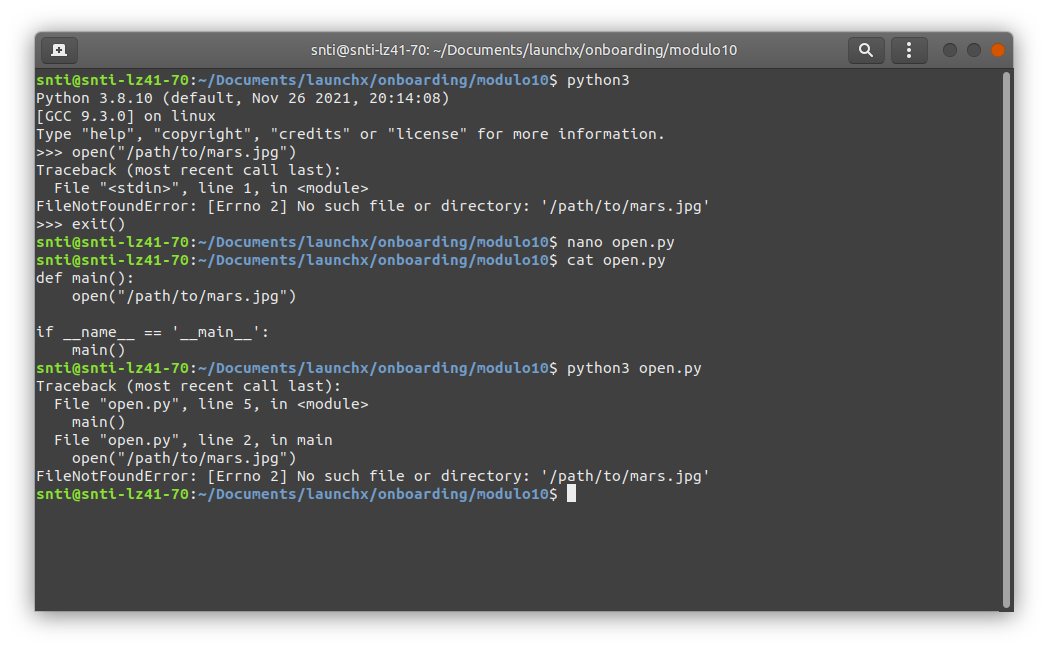 snti@snti-lz41-70: ~/Documents/launchx/onboarding/modulo10
snti@snti-lz41-70:~/Documents/launchx/onboarding/modulo10$ python3
Python 3.8.10 (default, Nov 26 2021, 20:14:08)
[GCC 9.3.0] on linux
Type "help", "copyright", "credits" or "license" for more information.
>>> open("/path/to/mars.jpg")
Traceback (most recent call last):
  File "<stdin>", line 1, in <module>
FileNotFoundError: [Errno 2] No such file or directory: '/path/to/mars.jpg'
>>> exit()
snti@snti-lz41-70:~/Documents/launchx/onboarding/modulo10$ nano open.py
snti@snti-lz41-70:~/Documents/launchx/onboarding/modulo10$ cat open.py
def main():
    open("/path/to/mars.jpg")

if __name__ == '__main__':
    main()
snti@snti-lz41-70:~/Documents/launchx/onboarding/modulo10$ python3 open.py
Traceback (most recent call last):
  File "open.py", line 5, in <module>
    main()
  File "open.py", line 2, in main
    open("/path/to/mars.jpg")
FileNotFoundError: [Errno 2] No such file or directory: '/path/to/mars.jpg'
snti@snti-lz41-70:~/Documents/launchx/onboarding/modulo10$